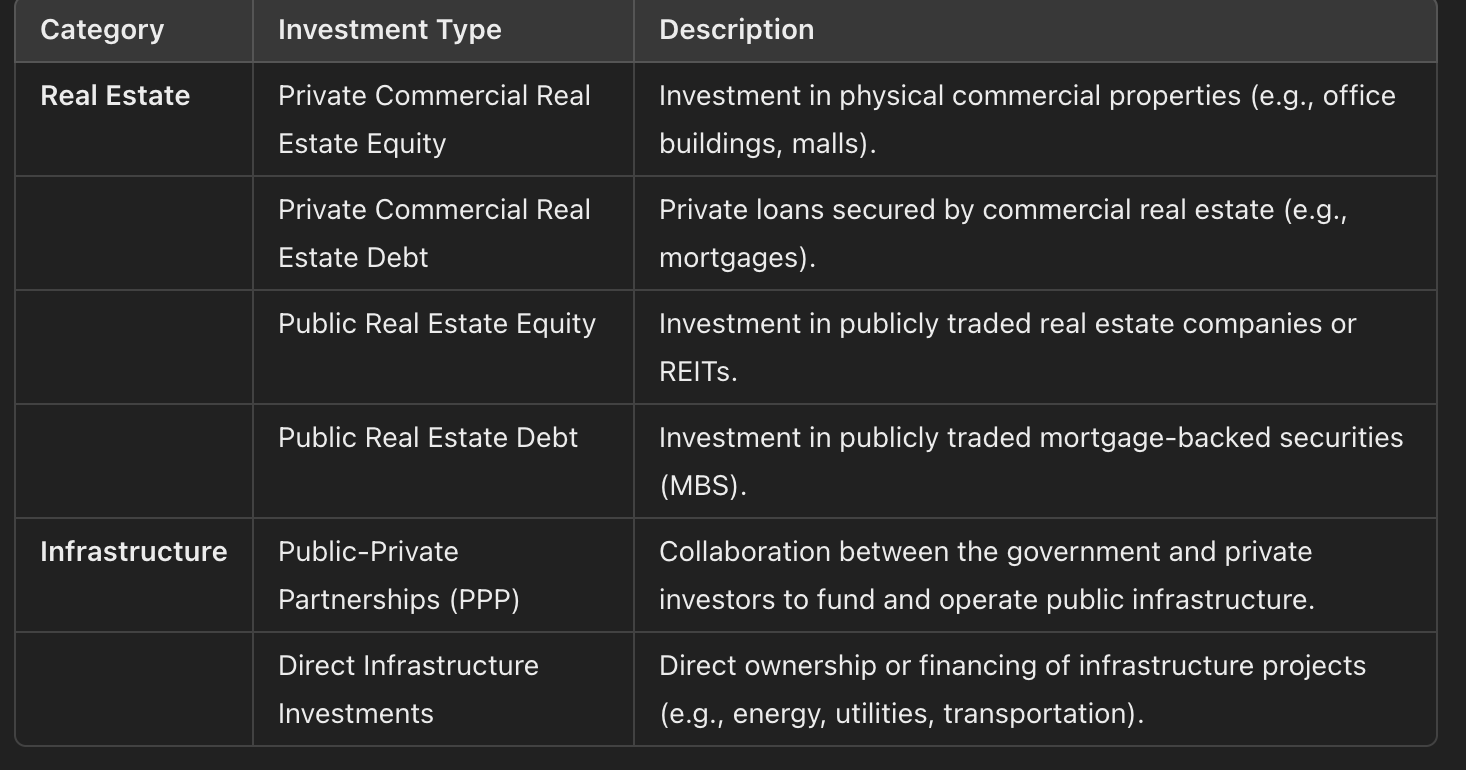 Category Investment Type Description
Real Estate Private Commercial Real Investment in physical commercial properties (e.g., office
Estate Equity buildings, malls).
Private Commercial Real Private loans secured by commercial real estate (e.g.,
Estate Debt mortgages).
Public Real Estate Equity Investment in publicly traded real estate companies or
REITs.
Public Real Estate Debt Investment in publicly traded mortgage-backed securities
(MBS).
Infrastructure Public-Private Collaboration between the government and private
Partnerships (PPP) investors to fund and operate public infrastructure.
Direct Infrastructure Direct ownership or financing of infrastructure projects
Investments (e.g., energy, utilities, transportation).